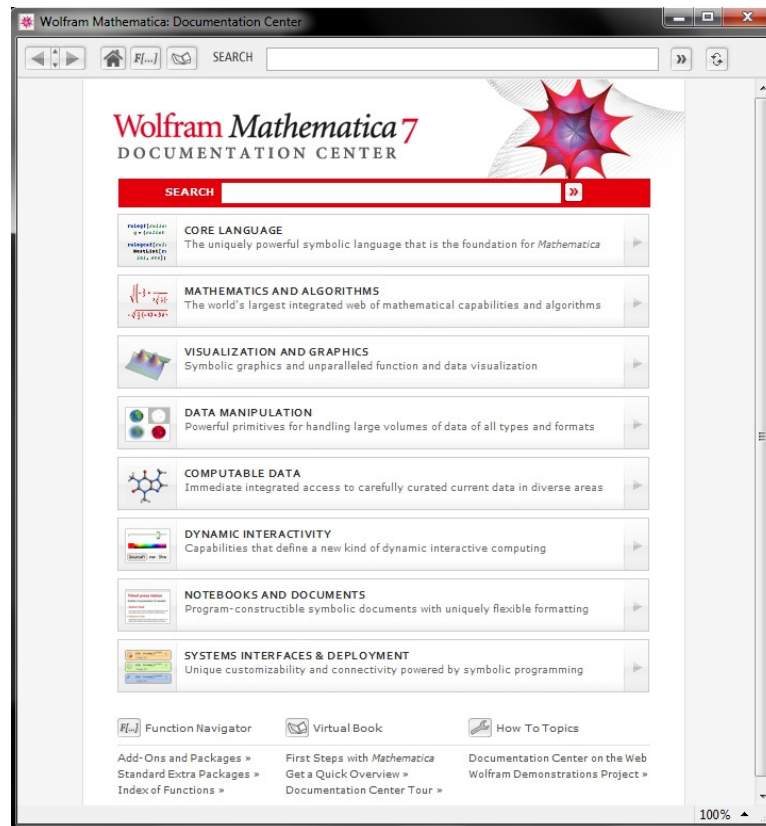 Wolfram Mathematica: Documentation Center
F[...] SEARCH »
Wolfram Mathematica 7
DOCUMENTATION CENTER
SEARCH »
CORE LANGUAGE
The uniquely powerful symbolic language that is the foundation for Mathematica
MATHEMATICS AND ALGORITHMS
The world's largest integrated web of mathematical capabilities and algorithms
VISUALIZATION AND GRAPHICS
Symbolic graphics and unparalleled function and data visualization
DATA MANIPULATION
Powerful primitives for handling large volumes of data of all types and formats
COMPUTABLE DATA
Immediate integrated access to carefully curated current data in diverse areas
DYNAMIC INTERACTIVITY
Capabilities that define a new kind of dynamic interactive computing
NOTEBOOKS AND DOCUMENTS
Program-constructible symbolic documents with uniquely flexible formatting
SYSTEMS INTERFACES & DEPLOYMENT
Unique customizability and connectivity powered by symbolic programming
F[...] Function Navigator
Add-Ons and Packages »
Standard Extra Packages »
Index of Functions »
Virtual Book
First Steps with Mathematica
Get a Quick Overview »
Documentation Center Tour »
How To Topics
Documentation Center on the Web
Wolfram Demonstrations Project »
100%